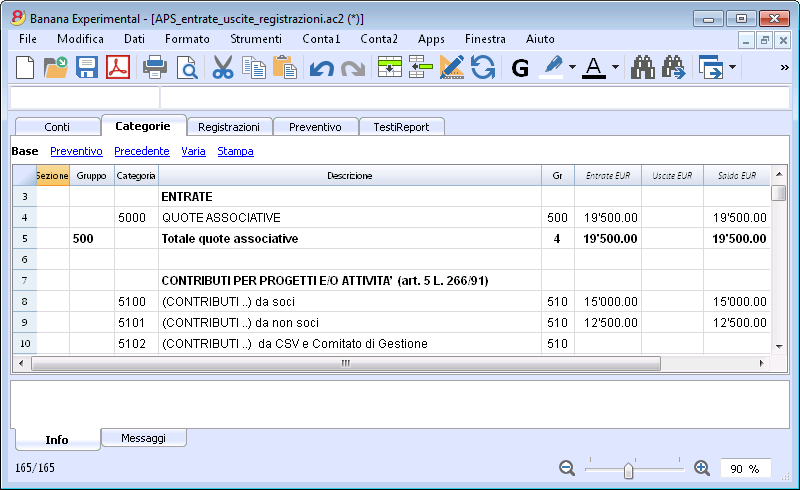 Banana Experimental - [APS_entrate_uscite_registrazioni.ac2 (*)]
File Modifica Dati Formato Strumenti Conta1 Conta2 Apps Finestra Aiuto
G A »
Conti Categorie Registrazioni Preventivo TestiReport
Base Preventivo Precedente Varia Stampa
Sezione Gruppo Categoria Descrizione Gr Entrate EUR Uscite EUR Saldo EUR
3 ENTRATE
4 5000 QUOTE ASSOCIATIVE 500 19'500.00 19'500.00
5 500 Totale quote associative 4 19'500.00 19'500.00
6
7 CONTRIBUTI PER PROGETTI E/O ATTIVITA' (art. 5 L. 266/91)
8 5100 (CONTRIBUTI ..) da soci 510 15'000.00 15'000.00
9 5101 (CONTRIBUTI ..) da non soci 510 12'500.00 12'500.00
10 5102 (CONTRIBUTI ..) da CSV e Comitato di Gestione 510
Info Messaggi
165/165 90 %